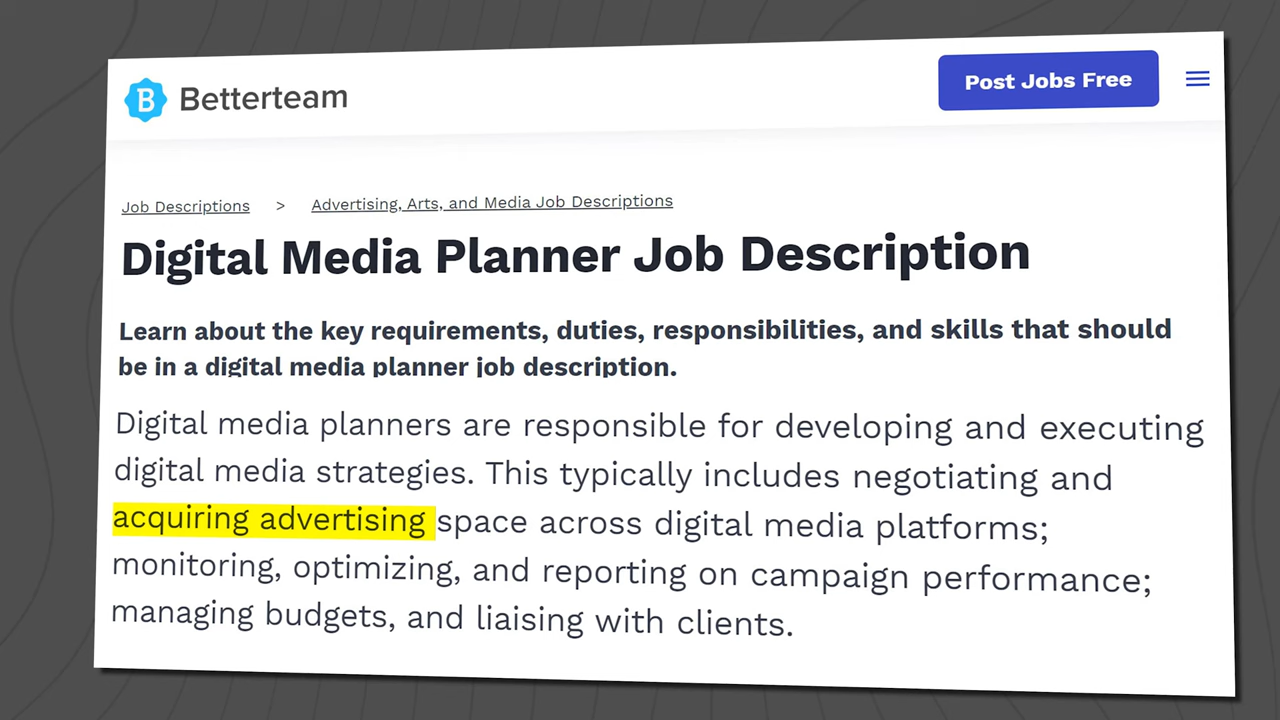 B Betterteam
Post Jobs Free
Job Descriptions > Advertising, Arts, and Media Job Descriptions
Digital Media Planner Job Description
Learn about the key requirements, duties, responsibilities, and skills that should
be in a digital media planner job description.
Digital media planners are responsible for developing and executing
digital media strategies. This typically includes negotiating and
acquiring advertising space across digital media platforms;
monitoring, optimizing, and reporting on campaign performance;
managing budgets, and liaising with clients.